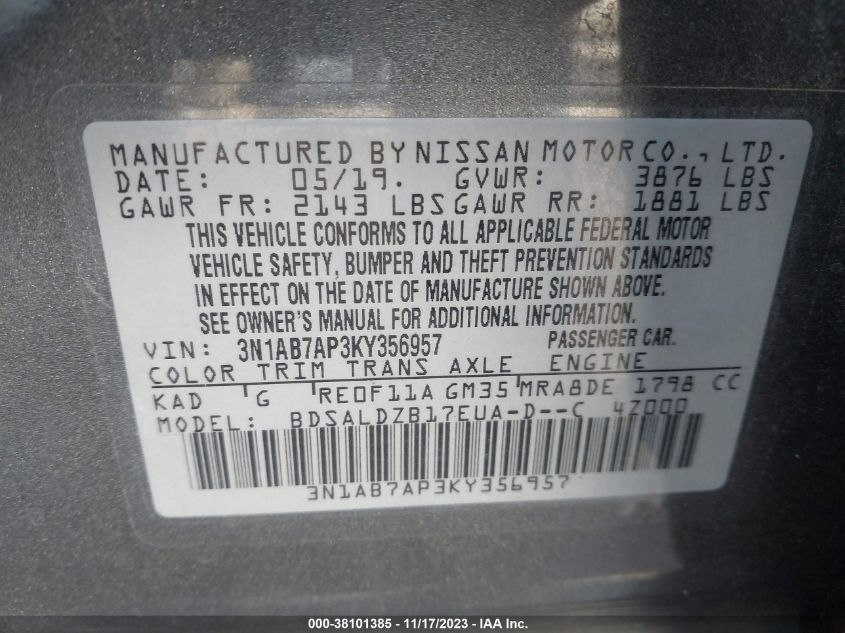 MANUFACTURED BY NISSAN MOTOR CO., LTD.
DATE: 05/19. GVWR: 3876 LBS
GAWR FR: 2143 LBS GAWR RR: 1881 LBS
THIS VEHICLE CONFORMS TO ALL APPLICABLE FEDERAL MOTOR
VEHICLE SAFETY, BUMPER AND THEFT PREVENTION STANDARDS
IN EFFECT ON THE DATE OF MANUFACTURE SHOWN ABOVE.
SEE OWNER'S MANUAL FOR ADDITIONAL INFORMATION.
VIN: 3N1AB7AP3KY356957 PASSENGER CAR.
COLOR TRIM TRANS AXLE ENGINE
KAD G RE0F11A GM35 MRA8DE 1798 CC
MODEL: BDSALDZB17EUA-D--C 4Z000
3N1AB7AP3KY356957
000-38101385 - 11/17/2023 - IAA Inc.